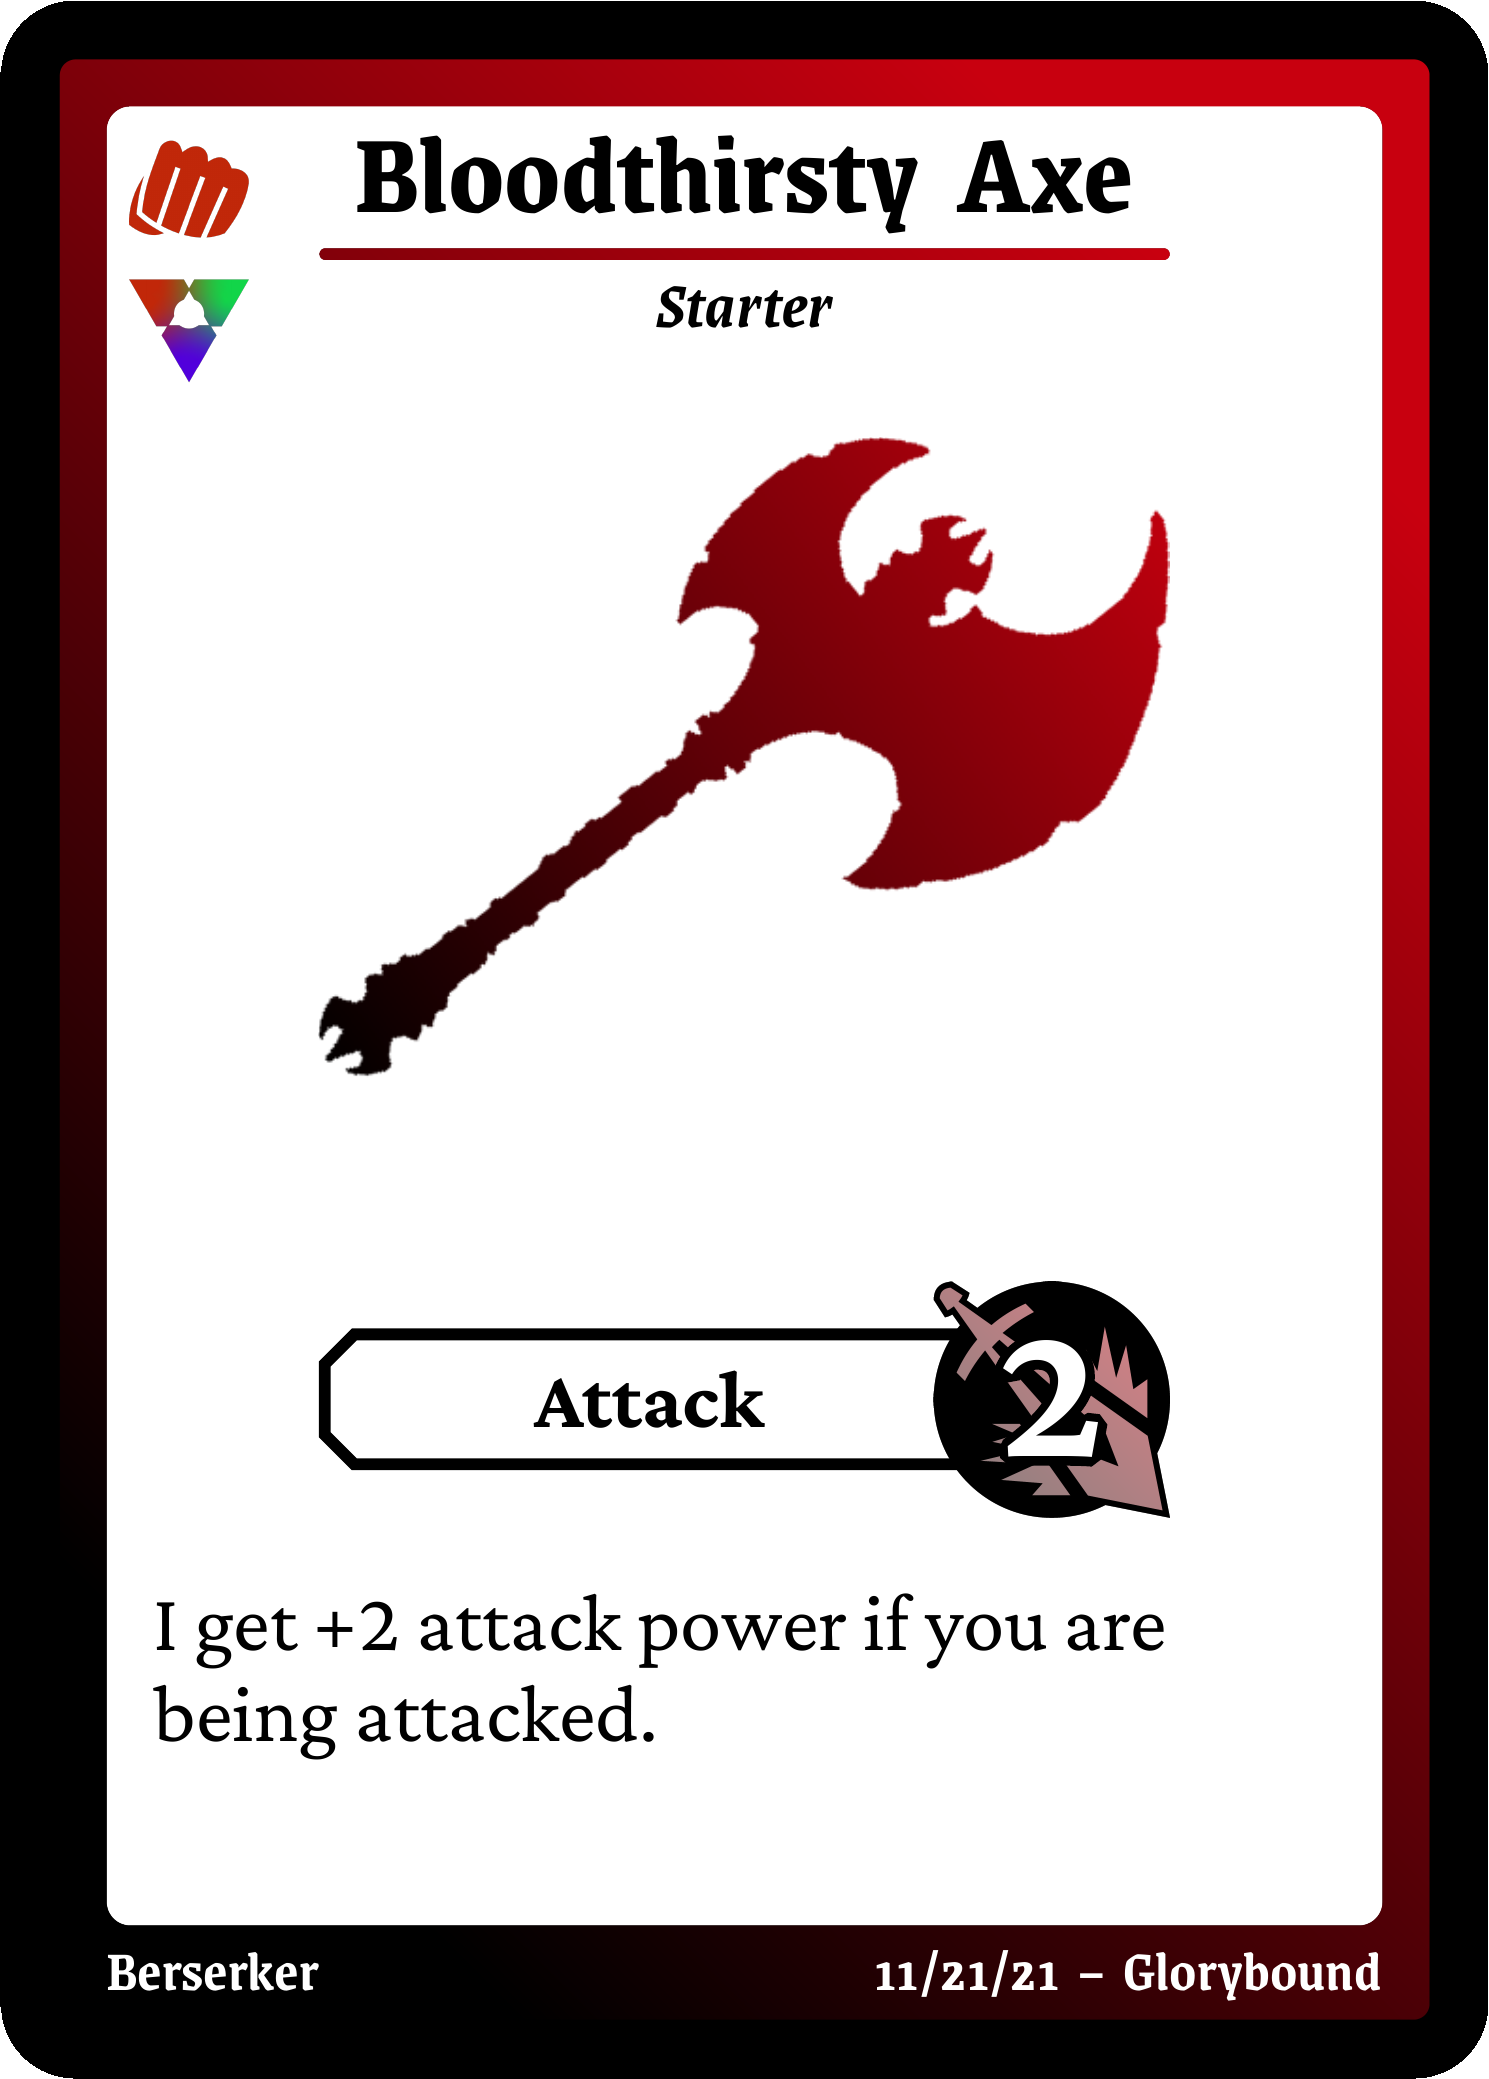 Bloodthirsty Axe
Starter
Attack
2
I get +2 attack power if you are
being attacked.
Berserker
11/21/21 – Glorybound